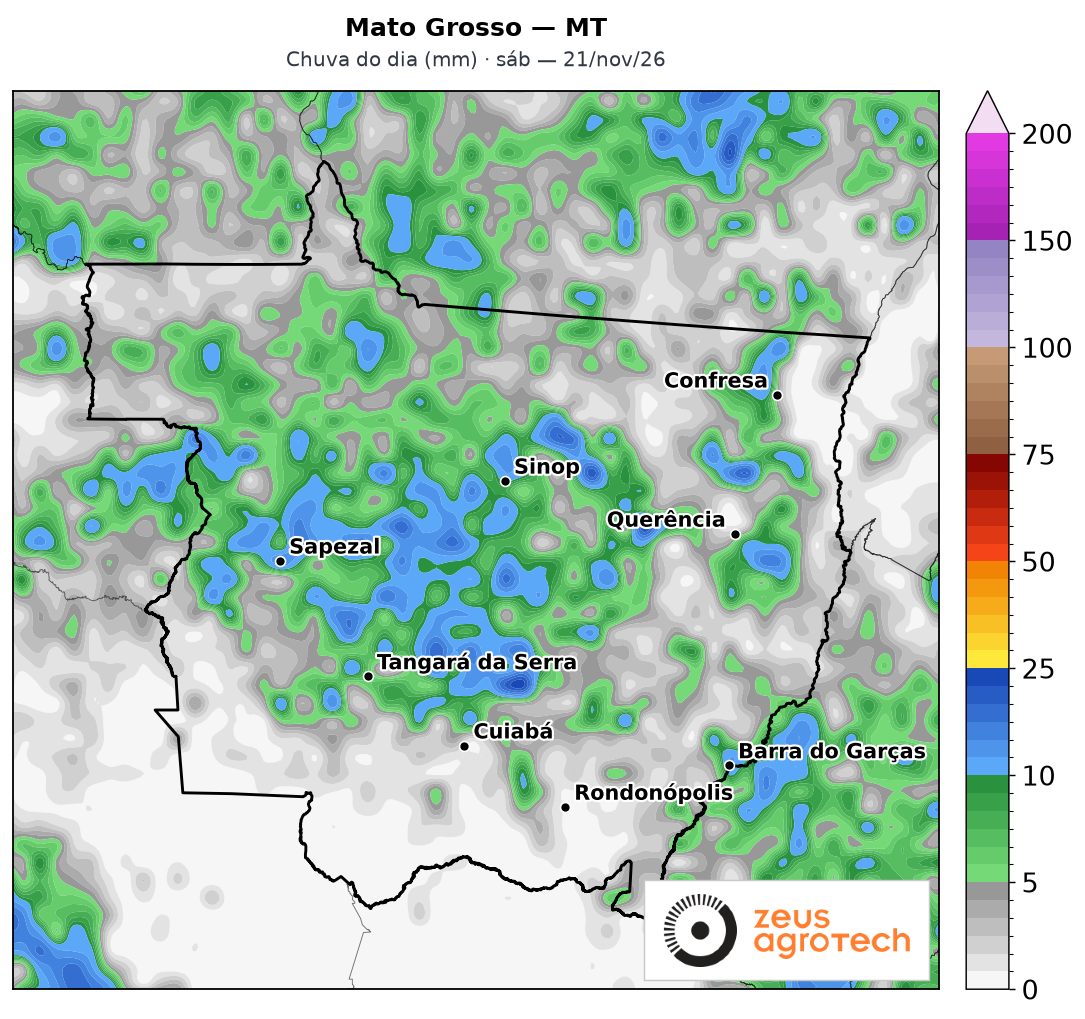 Mato Grosso — MT
Chuva do dia (mm) · sáb — 21/nov/26
200
150
100
75
50
25
10
5
0
Confresa
Sinop
Querência
Sapezal
Tangará da Serra
Cuiabá
Barra do Garças
Rondonópolis
zeus
agrotech